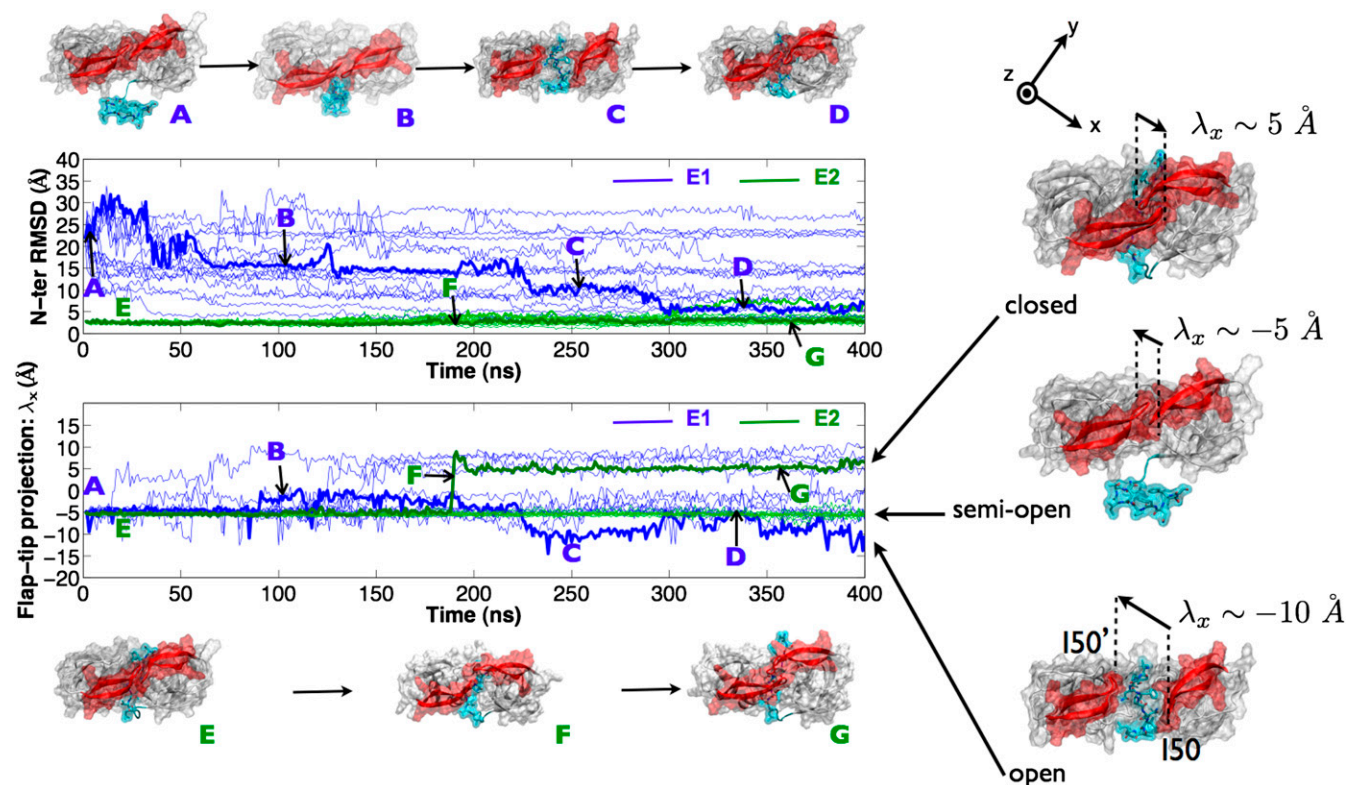 A
B
C
D
y
z
x
λx ∼ 5 Å
N–ter RMSD (Å)
40
35
30
25
20
15
10
5
0
E1
E2
A
B
C
D
E
F
G
0
50
100
150
200
250
300
350
400
Time (ns)
closed
λx ∼ −5 Å
Flap–tip projection: λx (Å)
15
10
5
0
−5
−10
−15
−20
E1
E2
A
B
C
D
E
F
G
0
50
100
150
200
250
300
350
400
Time (ns)
semi-open
λx ∼ −10 Å
I50’
I50
open
E
F
G